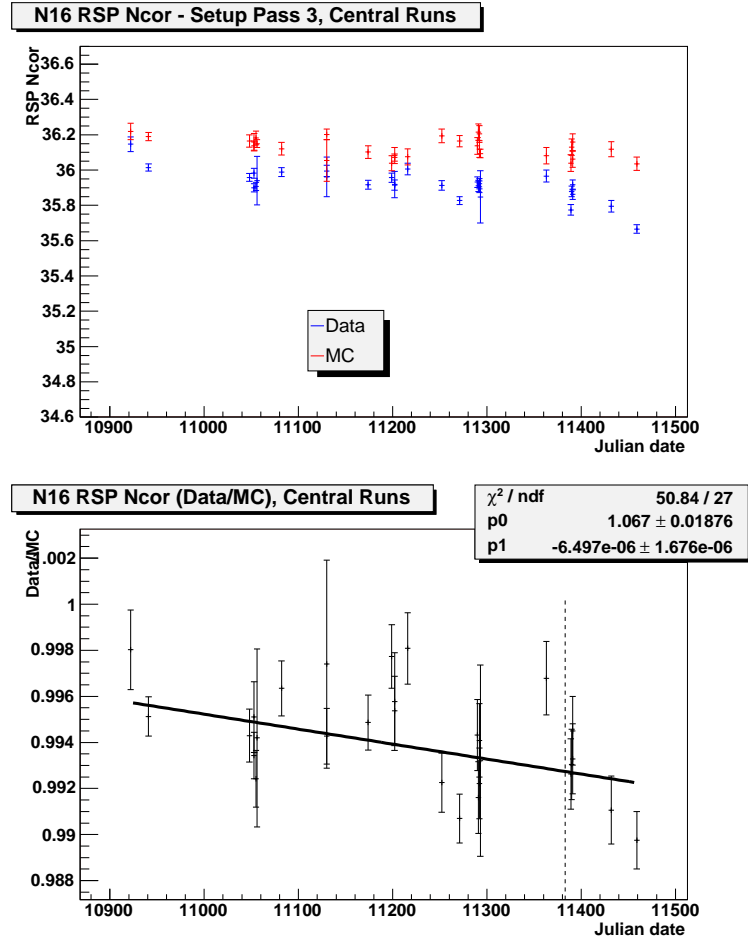 N16 RSP Ncor - Setup Pass 3, Central Runs
RSP Ncor
36.6
36.4
36.2
36
35.8
35.6
35.4
35.2
35
34.8
34.6
Data
MC
10900 11000 11100 11200 11300 11400 11500
Julian date
N16 RSP Ncor (Data/MC), Central Runs
χ² / ndf 50.84 / 27
p0 1.067 ± 0.01876
p1 -6.497e-06 ± 1.676e-06
Data/MC
.002
1
0.998
0.996
0.994
0.992
0.99
0.988
10900 11000 11100 11200 11300 11400 11500
Julian date